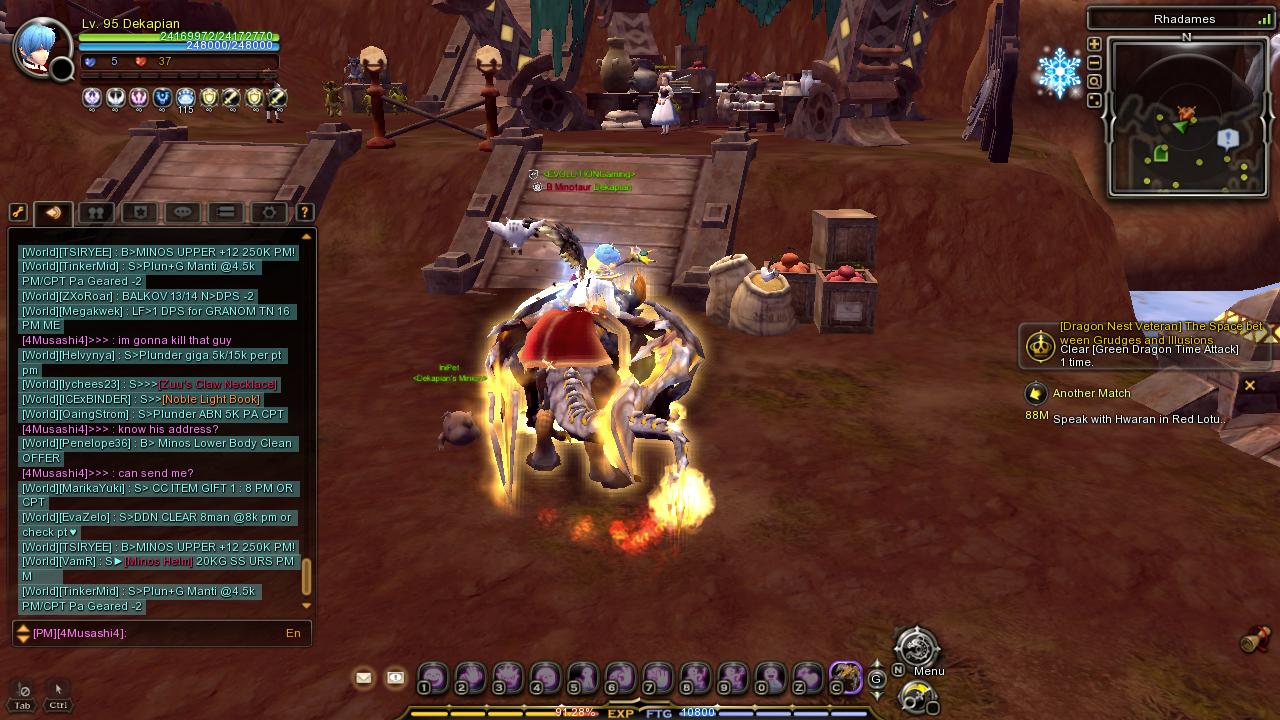 Lv. 95 Dekapian
24169972/24172770
248000/248000
5
37
115
Rhadames
N
<EVOLUTIONGaming>
B Minotaur Dekapian
IniPet
<Dekapian's Minion>
[World][TSIRYEE] : B>MINOS UPPER +12 250K PM!
[World][TinkerMid] : S>Plun+G Manti @4.5k
PM/CPT Pa Geared -2
[World][ZXoRoar] : BALKOV 13/14 N>DPS -2
[World][Megakwek] : LF>1 DPS for GRANOM TN 16
PM ME
[4Musashi4]>>> : im gonna kill that guy
[World][Helvynya] : S>Plunder giga 5k/15k per pt
pm
[World][lychees23] : S>>>[Zuu's Claw Necklace]
[World][ICExBINDER] : S>>[Noble Light Book]
[World][OaingStrom] : S>Plunder ABN 5K PA CPT
[4Musashi4]>>> : know his address?
[World][Penelope36] : B> Minos Lower Body Clean
OFFER
[4Musashi4]>>> : can send me?
[World][MarikaYuki] : S> CC ITEM GIFT 1 : 8 PM OR
CPT
[World][EvaZelo] : S>DDN CLEAR 8man @8k pm or
check pt ♥
[World][TSIRYEE] : B>MINOS UPPER +12 250K PM!
[World][VamR] : S►[Minos Helm] 20KG SS URS PM
M
[World][TinkerMid] : S>Plun+G Manti @4.5k
PM/CPT Pa Geared -2
[PM][4Musashi4]:
En
[Dragon Nest Veteran] The Space bet
ween Grudges and Illusions
Clear [Green Dragon Time Attack]
1 time.
Another Match
88M
Speak with Hwaran in Red Lotu..
Tab
Ctrl
1 2 3 4 5 6 7 8 9 0 Z C
G
N
Menu
91.28% EXP FTG 10800